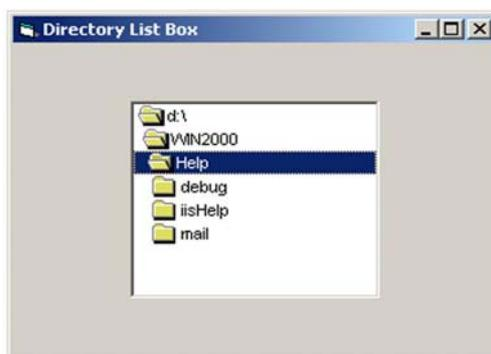 Directory List Box
d:\
WIN2000
Help
debug
iisHelp
mail